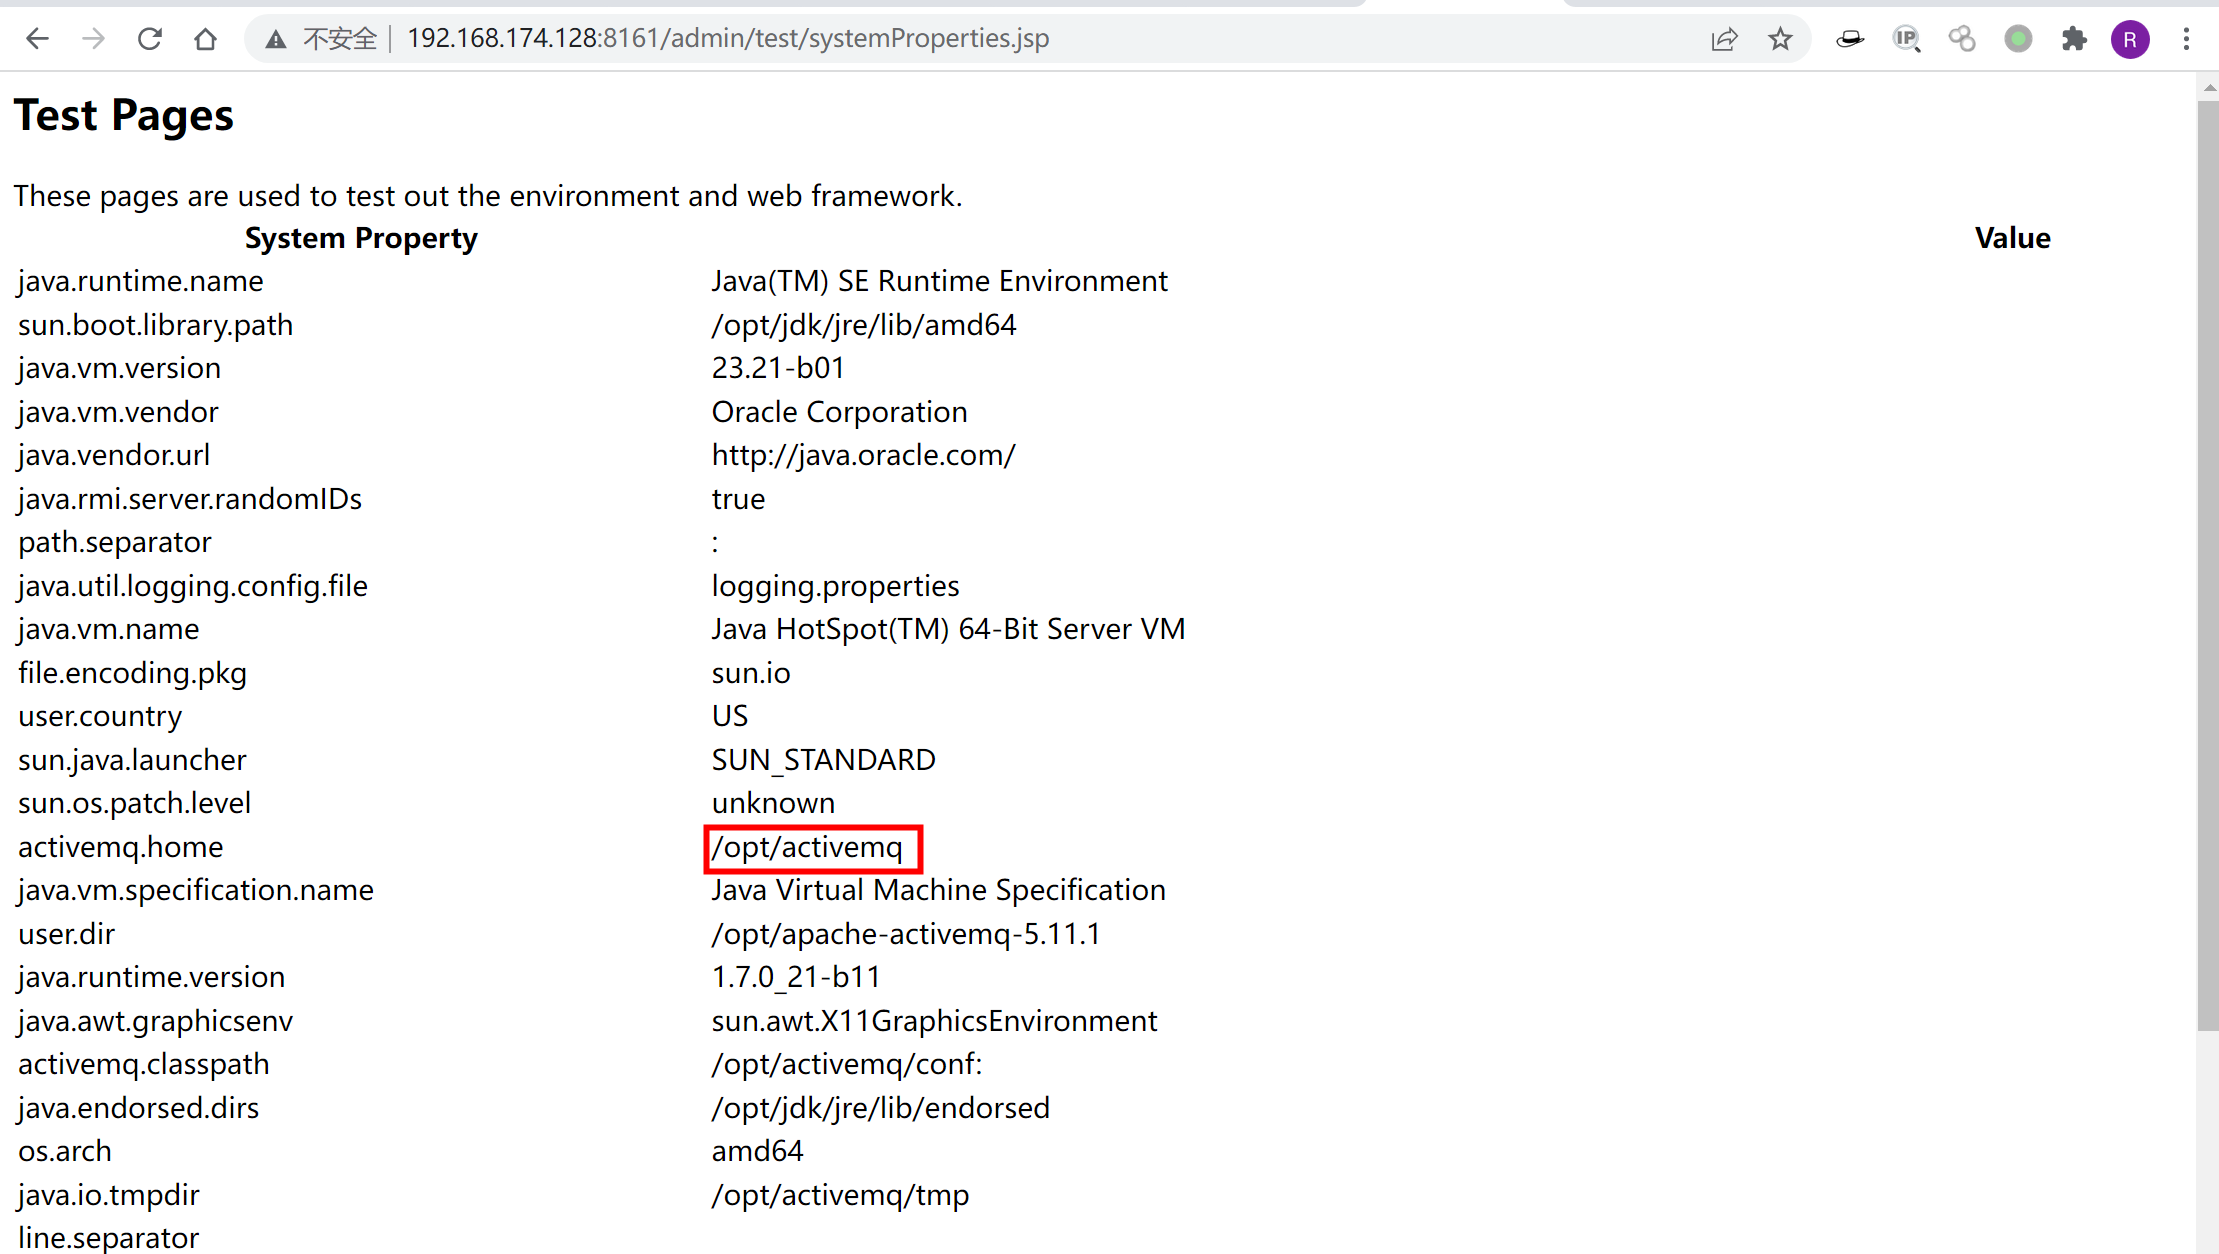 不安全 192.168.174.128:8161/admin/test/systemProperties.jsp
IP
R
Test Pages
These pages are used to test out the environment and web framework.
System Property Value
java.runtime.name Java(TM) SE Runtime Environment
sun.boot.library.path /opt/jdk/jre/lib/amd64
java.vm.version 23.21-b01
java.vm.vendor Oracle Corporation
java.vendor.url http://java.oracle.com/
java.rmi.server.randomIDs true
path.separator :
java.util.logging.config.file logging.properties
java.vm.name Java HotSpot(TM) 64-Bit Server VM
file.encoding.pkg sun.io
user.country US
sun.java.launcher SUN_STANDARD
sun.os.patch.level unknown
activemq.home /opt/activemq
java.vm.specification.name Java Virtual Machine Specification
user.dir /opt/apache-activemq-5.11.1
java.runtime.version 1.7.0_21-b11
java.awt.graphicsenv sun.awt.X11GraphicsEnvironment
activemq.classpath /opt/activemq/conf:
java.endorsed.dirs /opt/jdk/jre/lib/endorsed
os.arch amd64
java.io.tmpdir /opt/activemq/tmp
line.separator